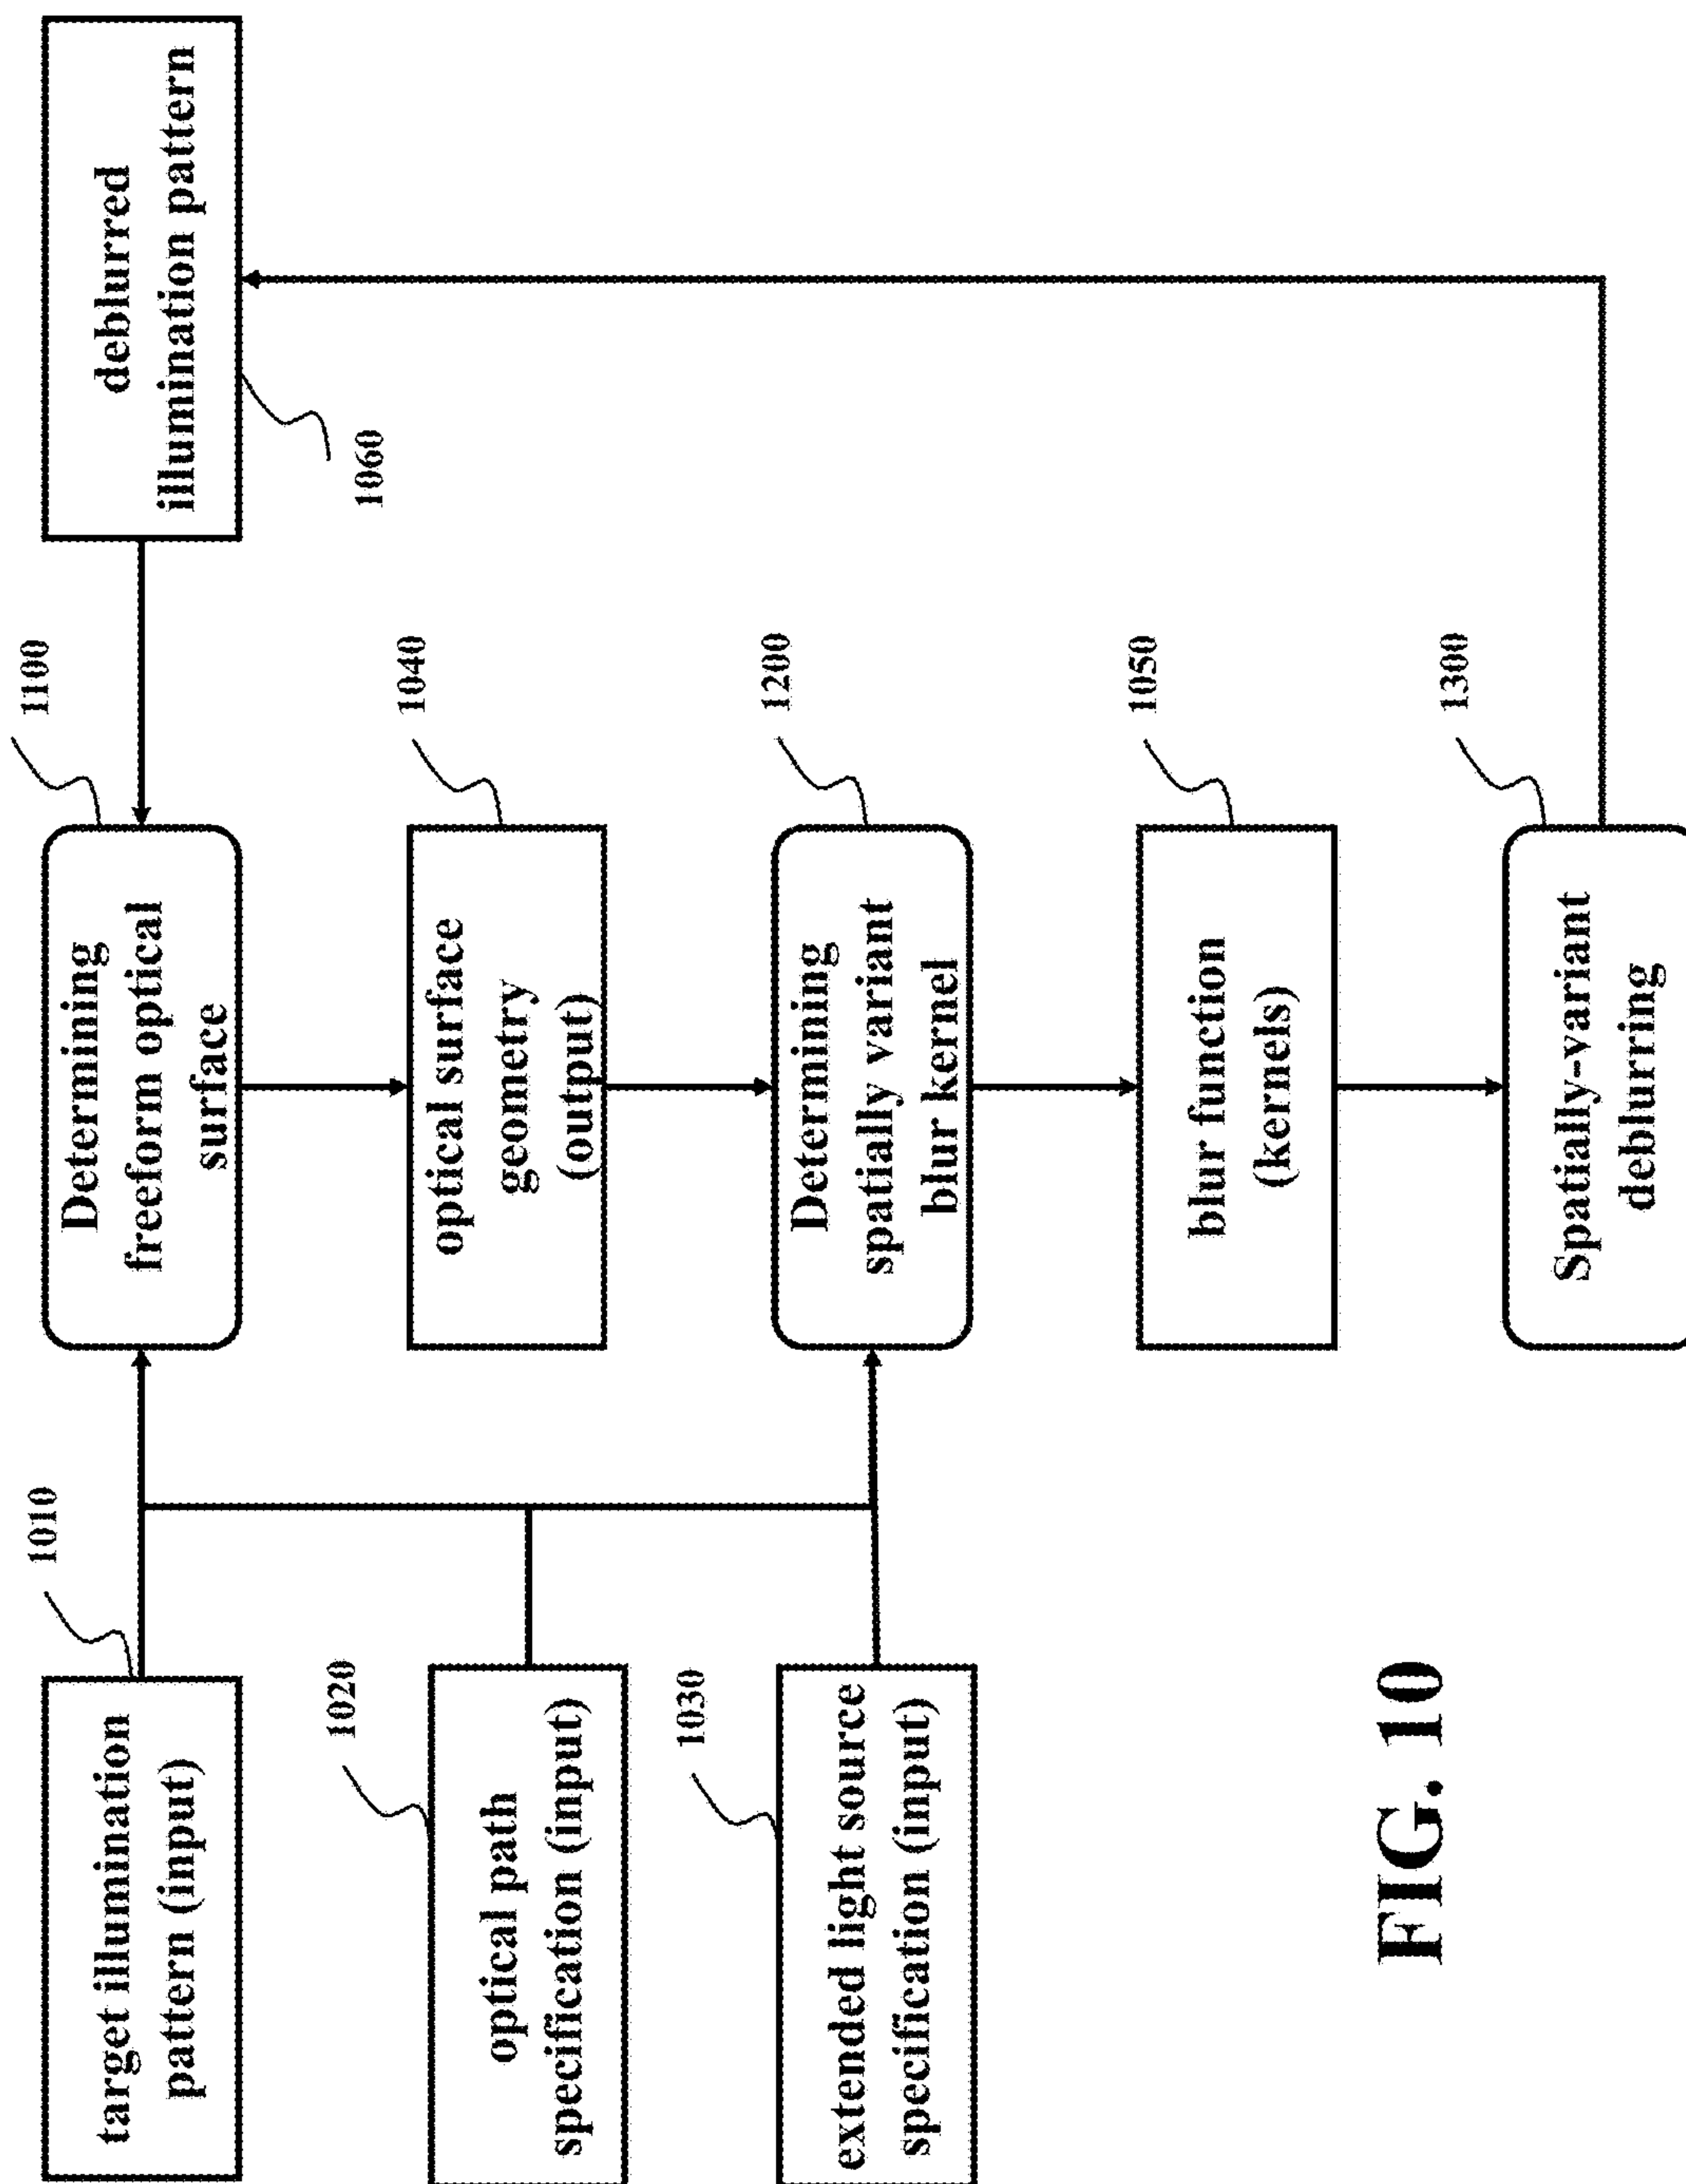 1010
target illumination
pattern (input)
1020
optical path
specification (input)
1030
extended light source
specification (input)
1100
Determining
freeform optical
surface
1040
optical surface
geometry
(output)
1200
Determining
spatially variant
blur kernel
1050
blur function
(kernels)
1300
Spatially-variant
deblurring
deblurred
illumination pattern
1060
FIG. 10